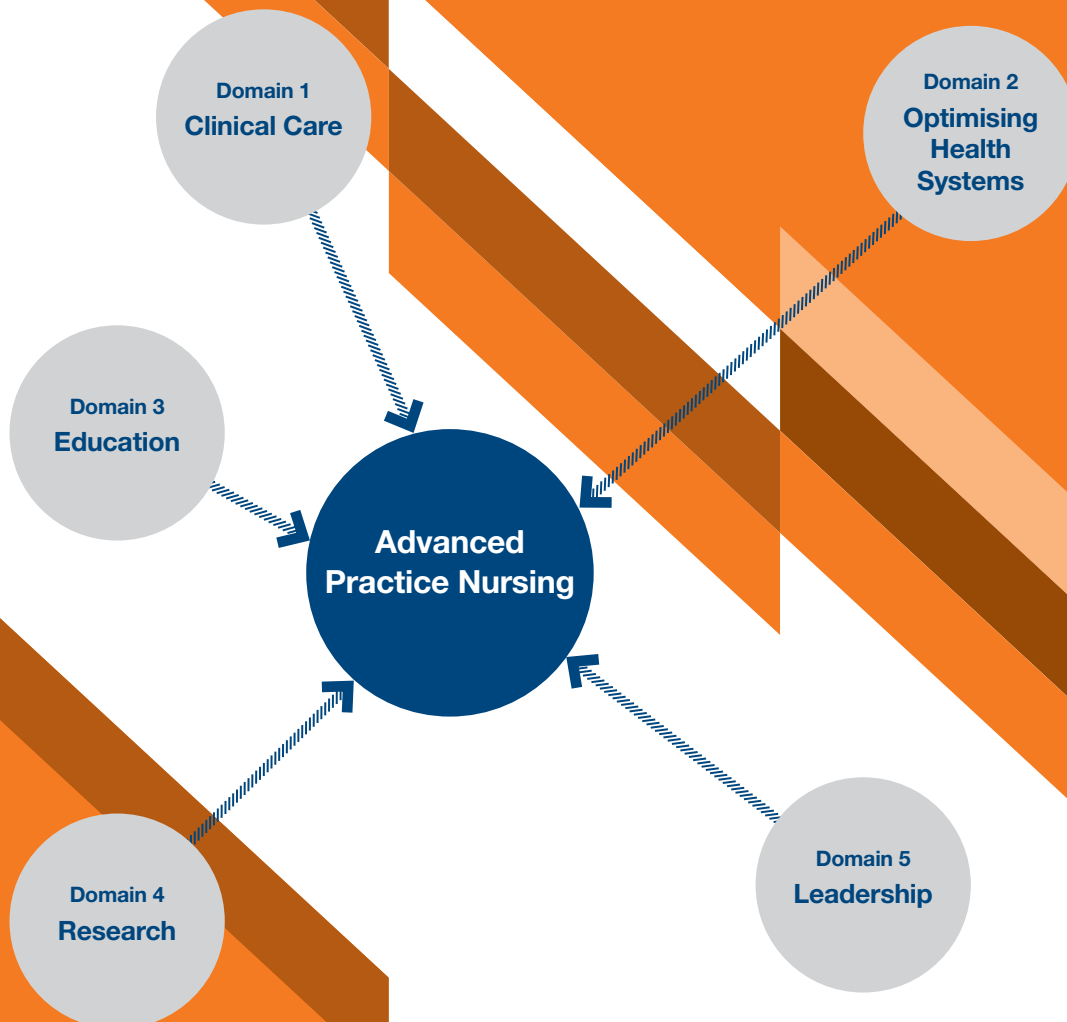 Domain 1
Clinical Care
Domain 2
Optimising
Health
Systems
Domain 3
Education
Advanced
Practice Nursing
Domain 4
Research
Domain 5
Leadership